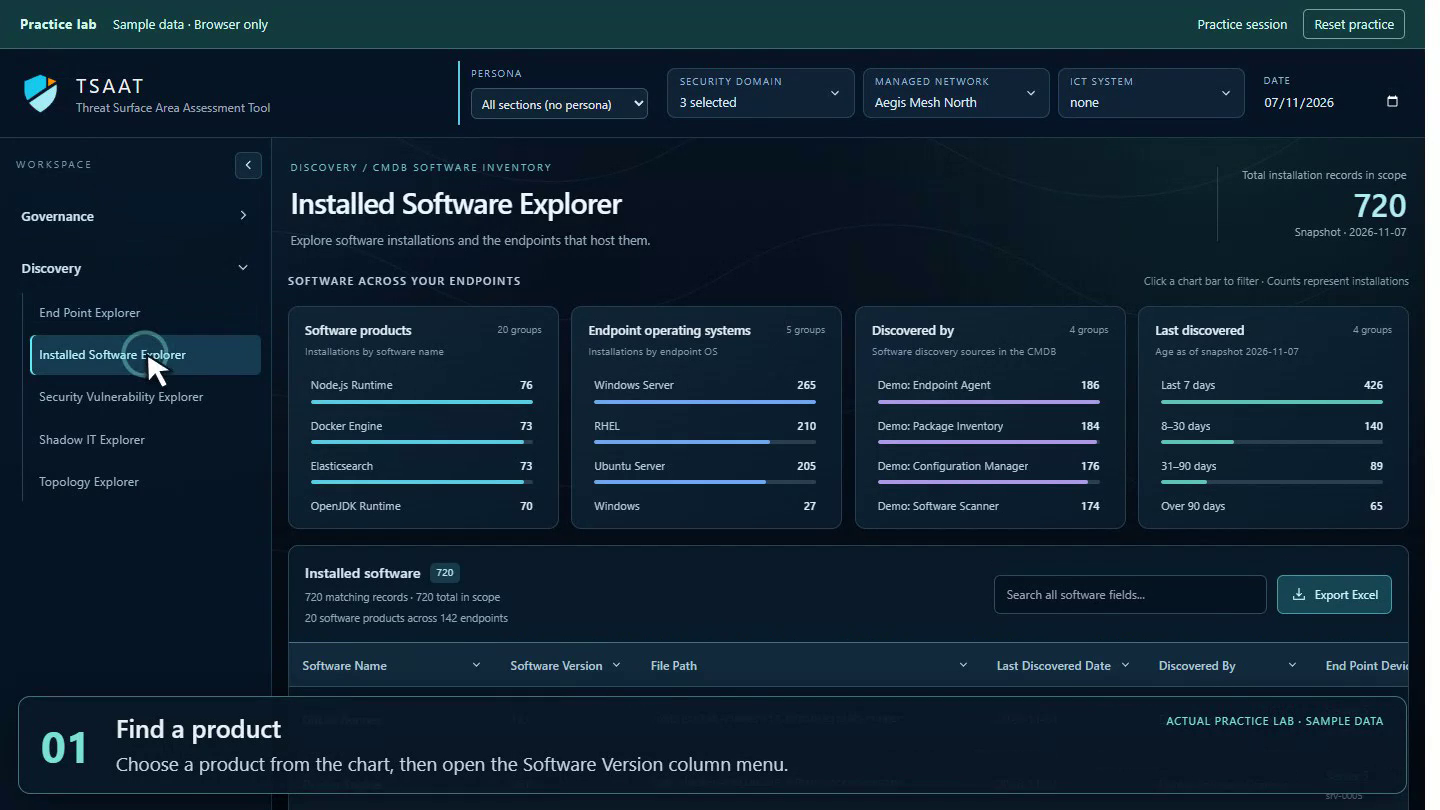 Practice lab
Sample data · Browser only
Practice session
Reset practice
TSAAT
Threat Surface Area Assessment Tool
PERSONA
All sections (no persona)
SECURITY DOMAIN
3 selected
MANAGED NETWORK
Aegis Mesh North
ICT SYSTEM
none
DATE
07/11/2026
WORKSPACE
Governance
Discovery
End Point Explorer
Installed Software Explorer
Security Vulnerability Explorer
Shadow IT Explorer
Topology Explorer
DISCOVERY / CMDB SOFTWARE INVENTORY
Installed Software Explorer
Explore software installations and the endpoints that host them.
Total installation records in scope
720
Snapshot · 2026-11-07
SOFTWARE ACROSS YOUR ENDPOINTS
Click a chart bar to filter · Counts represent installations
Software products
20 groups
Installations by software name
Node.js Runtime 76
Docker Engine 73
Elasticsearch 73
OpenJDK Runtime 70
Endpoint operating systems
5 groups
Installations by endpoint OS
Windows Server 265
RHEL 210
Ubuntu Server 205
Windows 27
Discovered by
4 groups
Software discovery sources in the CMDB
Demo: Endpoint Agent 186
Demo: Package Inventory 184
Demo: Configuration Manager 176
Demo: Software Scanner 174
Last discovered
4 groups
Age as of snapshot 2026-11-07
Last 7 days 426
8–30 days 140
31–90 days 89
Over 90 days 65
Installed software 720
720 matching records · 720 total in scope
20 software products across 142 endpoints
Search all software fields...
Export Excel
Software Name
Software Version
File Path
Last Discovered Date
Discovered By
End Point Devic
01
Find a product
Choose a product from the chart, then open the Software Version column menu.
ACTUAL PRACTICE LAB · SAMPLE DATA
srv-0005